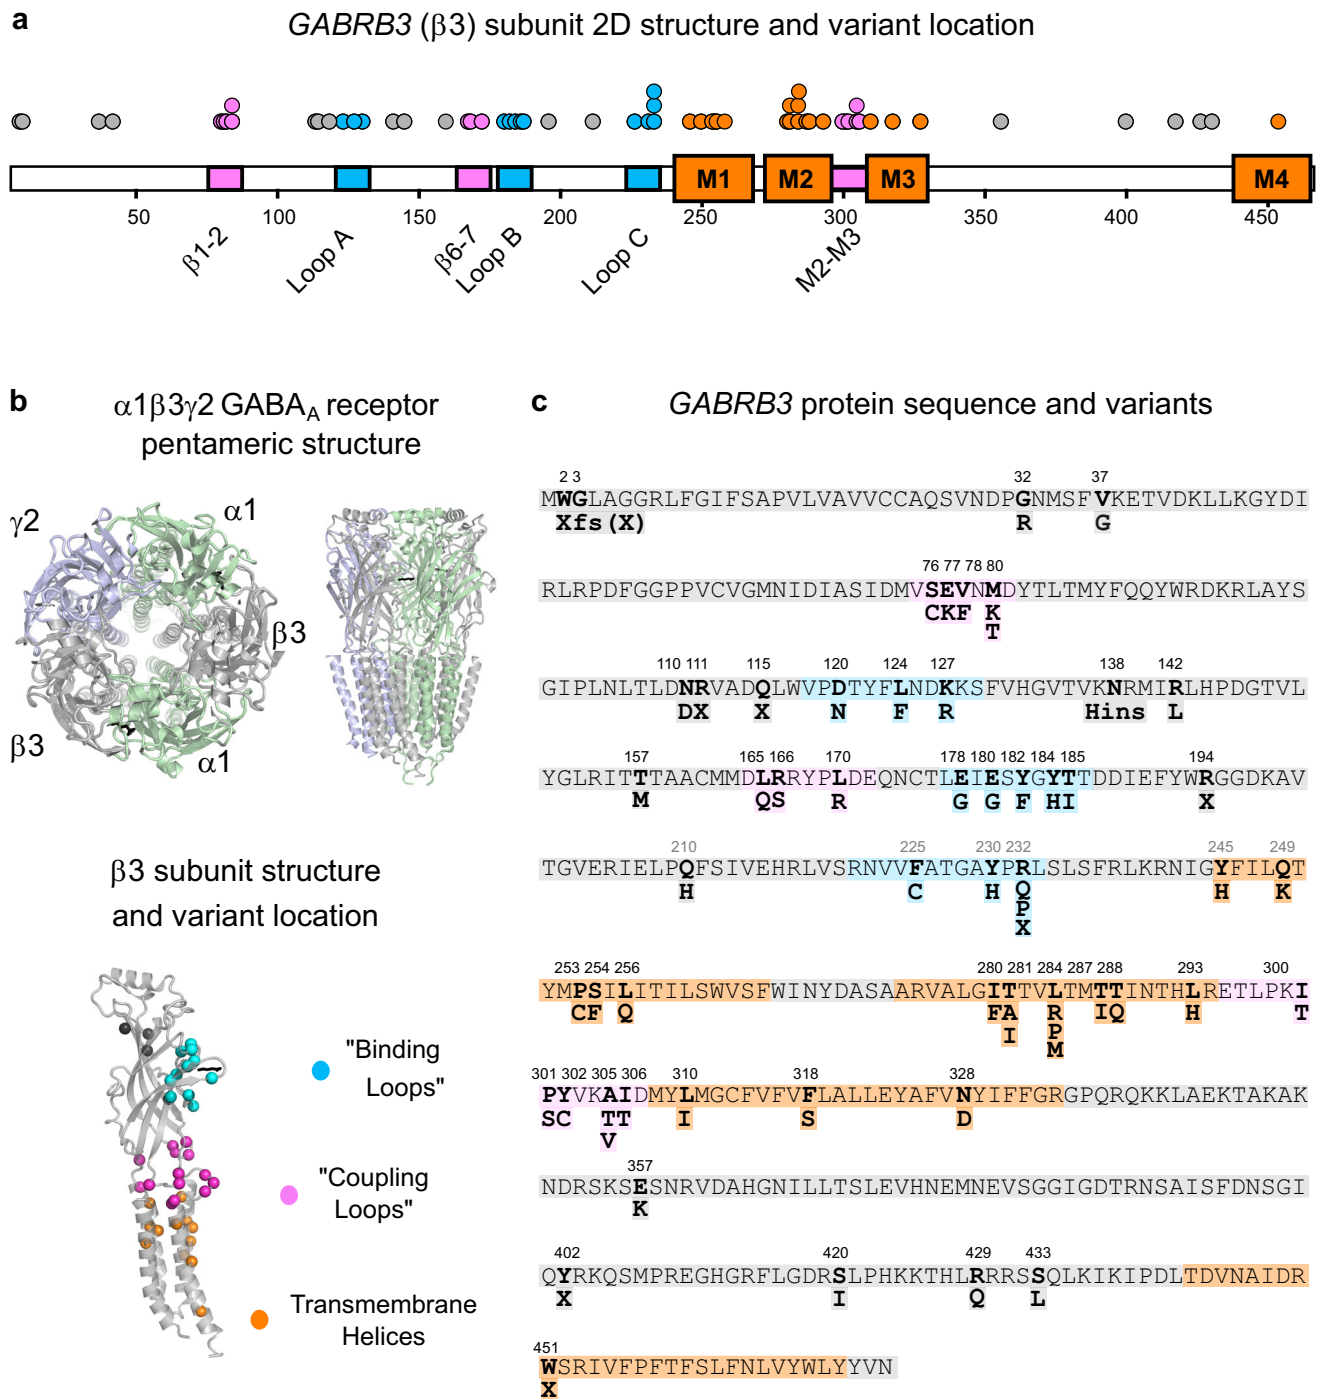 a
GABRB3 (β3) subunit 2D structure and variant location
M1 M2 M3 M4
50 100 150 200 250 300 350 400 450
β1-2 Loop A β6-7 Loop B Loop C M2-M3
b
α1β3γ2 GABAA receptor
pentameric structure
γ2 α1
β3
β3 α1
β3 subunit structure
and variant location
"Binding
Loops"
"Coupling
Loops"
Transmembrane
Helices
c
GABRB3 protein sequence and variants
2 3 32 37
MWGLAGGRLFGIFSAPVLVAVVCCAQSVNDPGNMSFVKETVDKLLKGYDI
Xfs(X) R G
76 77 78 80
RLRPDFGGPPVCVGMNIDIASIDMVSEVNMDYTLTMYFQQYWRDKRLAYS
CKF K
T
110 111 115 120 124 127 138 142
GIPLNLTLDNRVADQLWVPDTYFLNDKKSFVHGVTVKNRMIRLHPDGTVL
DX X N F R Hins L
157 165 166 170 178 180 182 184 185 194
YGLRITTTAACMMDLRRYPLDEQNCTLEIESYGYTTDDIEFYWRGGDKAV
M QS R G G F HI X
210 225 230 232 245 249
TGVERIELPQFSIVEHRLVSRNVVFATGAYPRLSLSFRLKRNIGYFILQT
H C H Q H K
P
X
253 254 256 280 281 284 287 288 293 300
YMPSILITILSWVSFWINYDASAARVALGITTVLTMTTINTHLRETLPKI
CF Q FA R IQ H T
I P
M
301 302 305 306 310 318 328
PYVKAIDMYLMGCFVFVFLALLEYAFVNYIFFGRGPQRQKKLAEKTAKAK
SC TT I S D
V
357
NDRSKSESNRVDAHGNILLTSLEVHNEMNEVSGGIGDTRNSAISFDNSGI
K
402 420 429 433
QYRKQSMPREGHGRFLGDRSLPHKKTHLRRRSSQLKIKIPDLTDVNAIDR
X I Q L
451
WSRIVFPFTFSLFNLVYWLYYVN
X